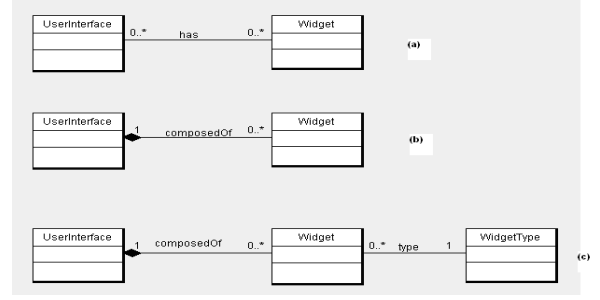 UserInterface
Widget
0..*
has
0..*
(a)
UserInterface
Widget
1
composedOf
0..*
(b)
UserInterface
Widget
WidgetType
1
composedOf
0..*
0..*
type
1
(c)